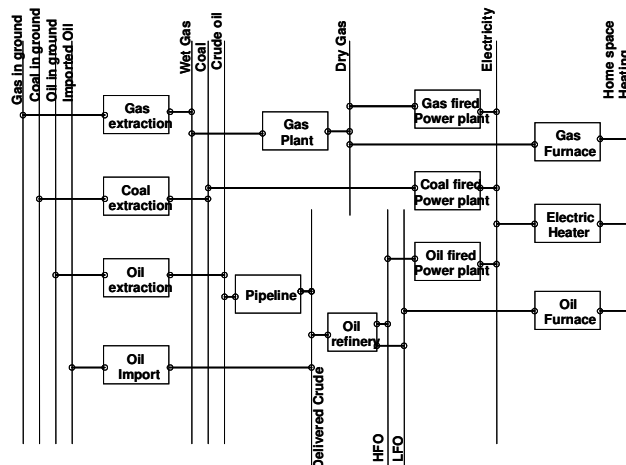 Gas in ground
Coal In ground
Oil in ground
Imported Oil
Wet Gas
Coal
Crude oil
Dry Gas
Electricity
Home space
Heating
Gas
extraction
Gas
Plant
Gas fired
Power plant
Gas
Furnace
Coal
extraction
Coal fired
Power plant
Electric
Heater
Oil
extraction
Pipeline
Oil fired
Power plant
Oil
refinery
Oil
Furnace
Oil
Import
Delivered Crude
HFO
LFO